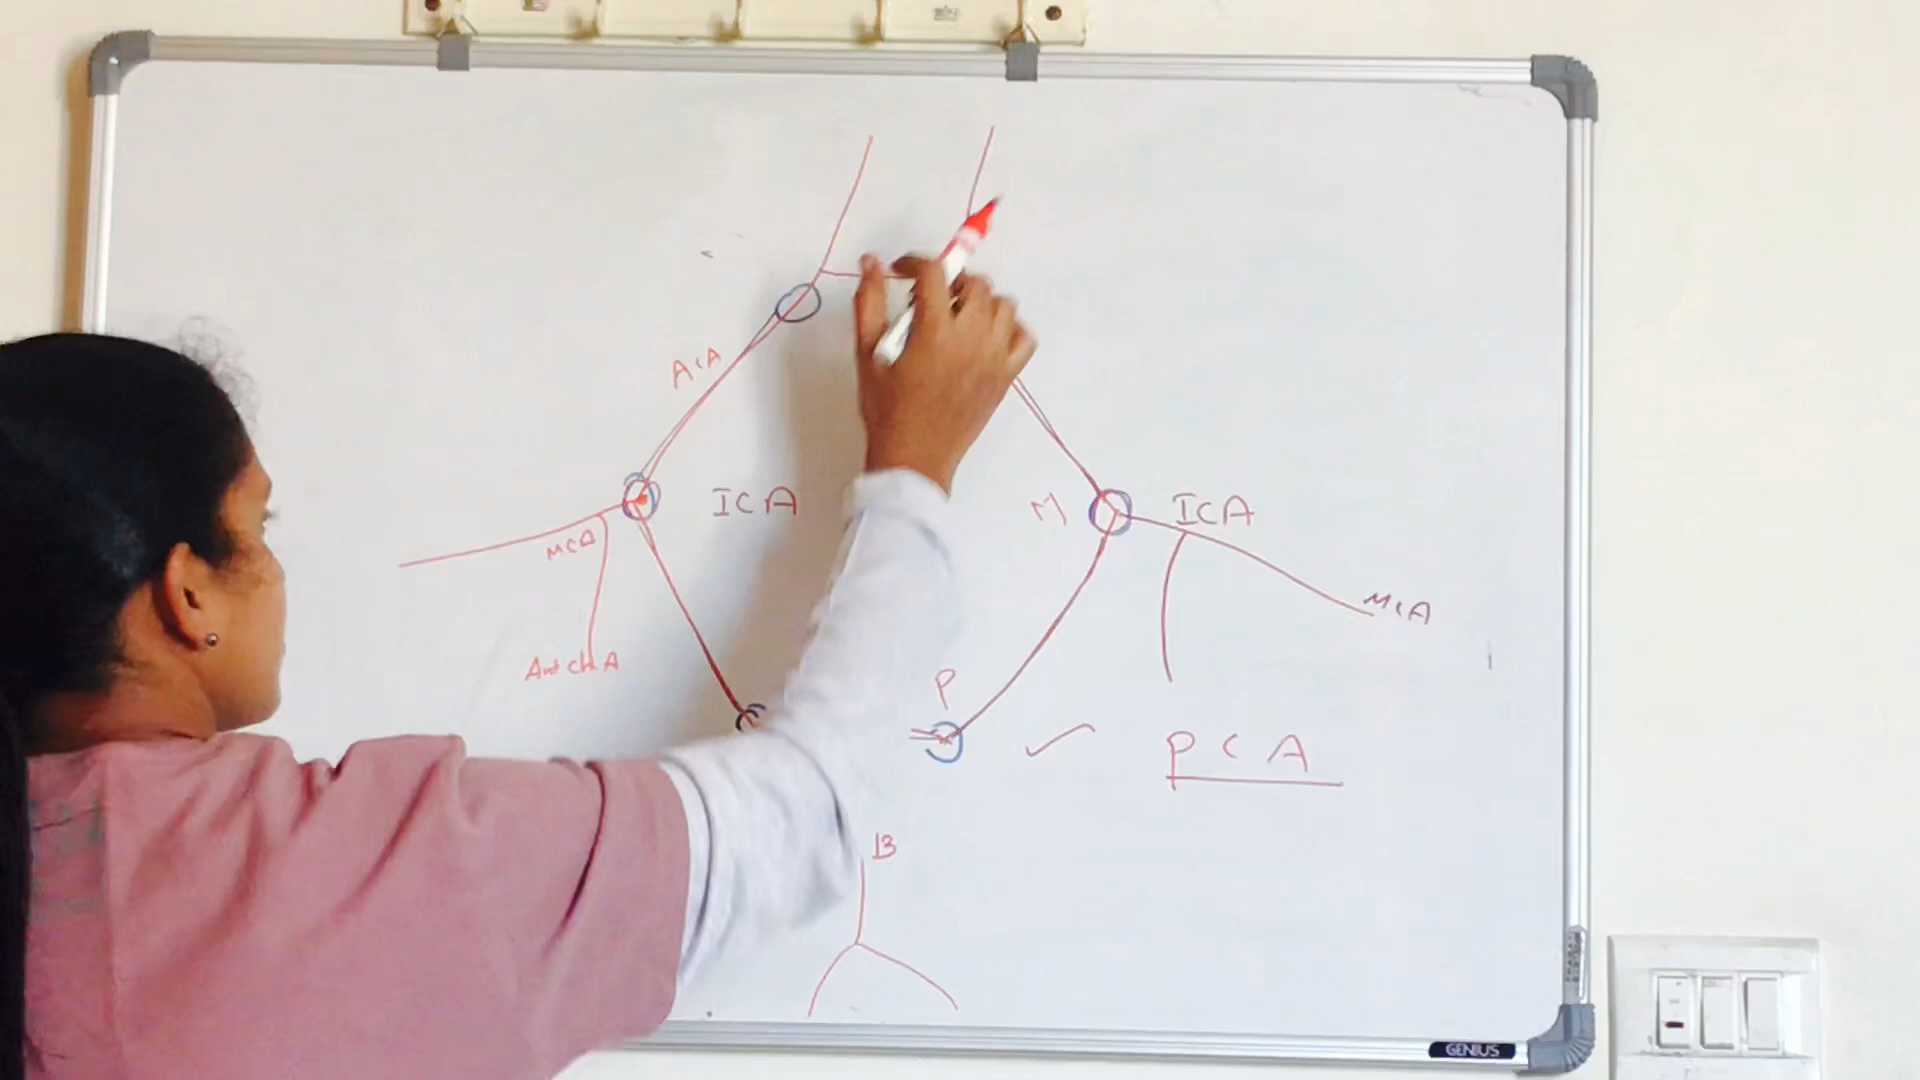 ACA
ICA
M
ICA
MCA
MCA
Ant Ch A
P
PCA
B
GENIUS